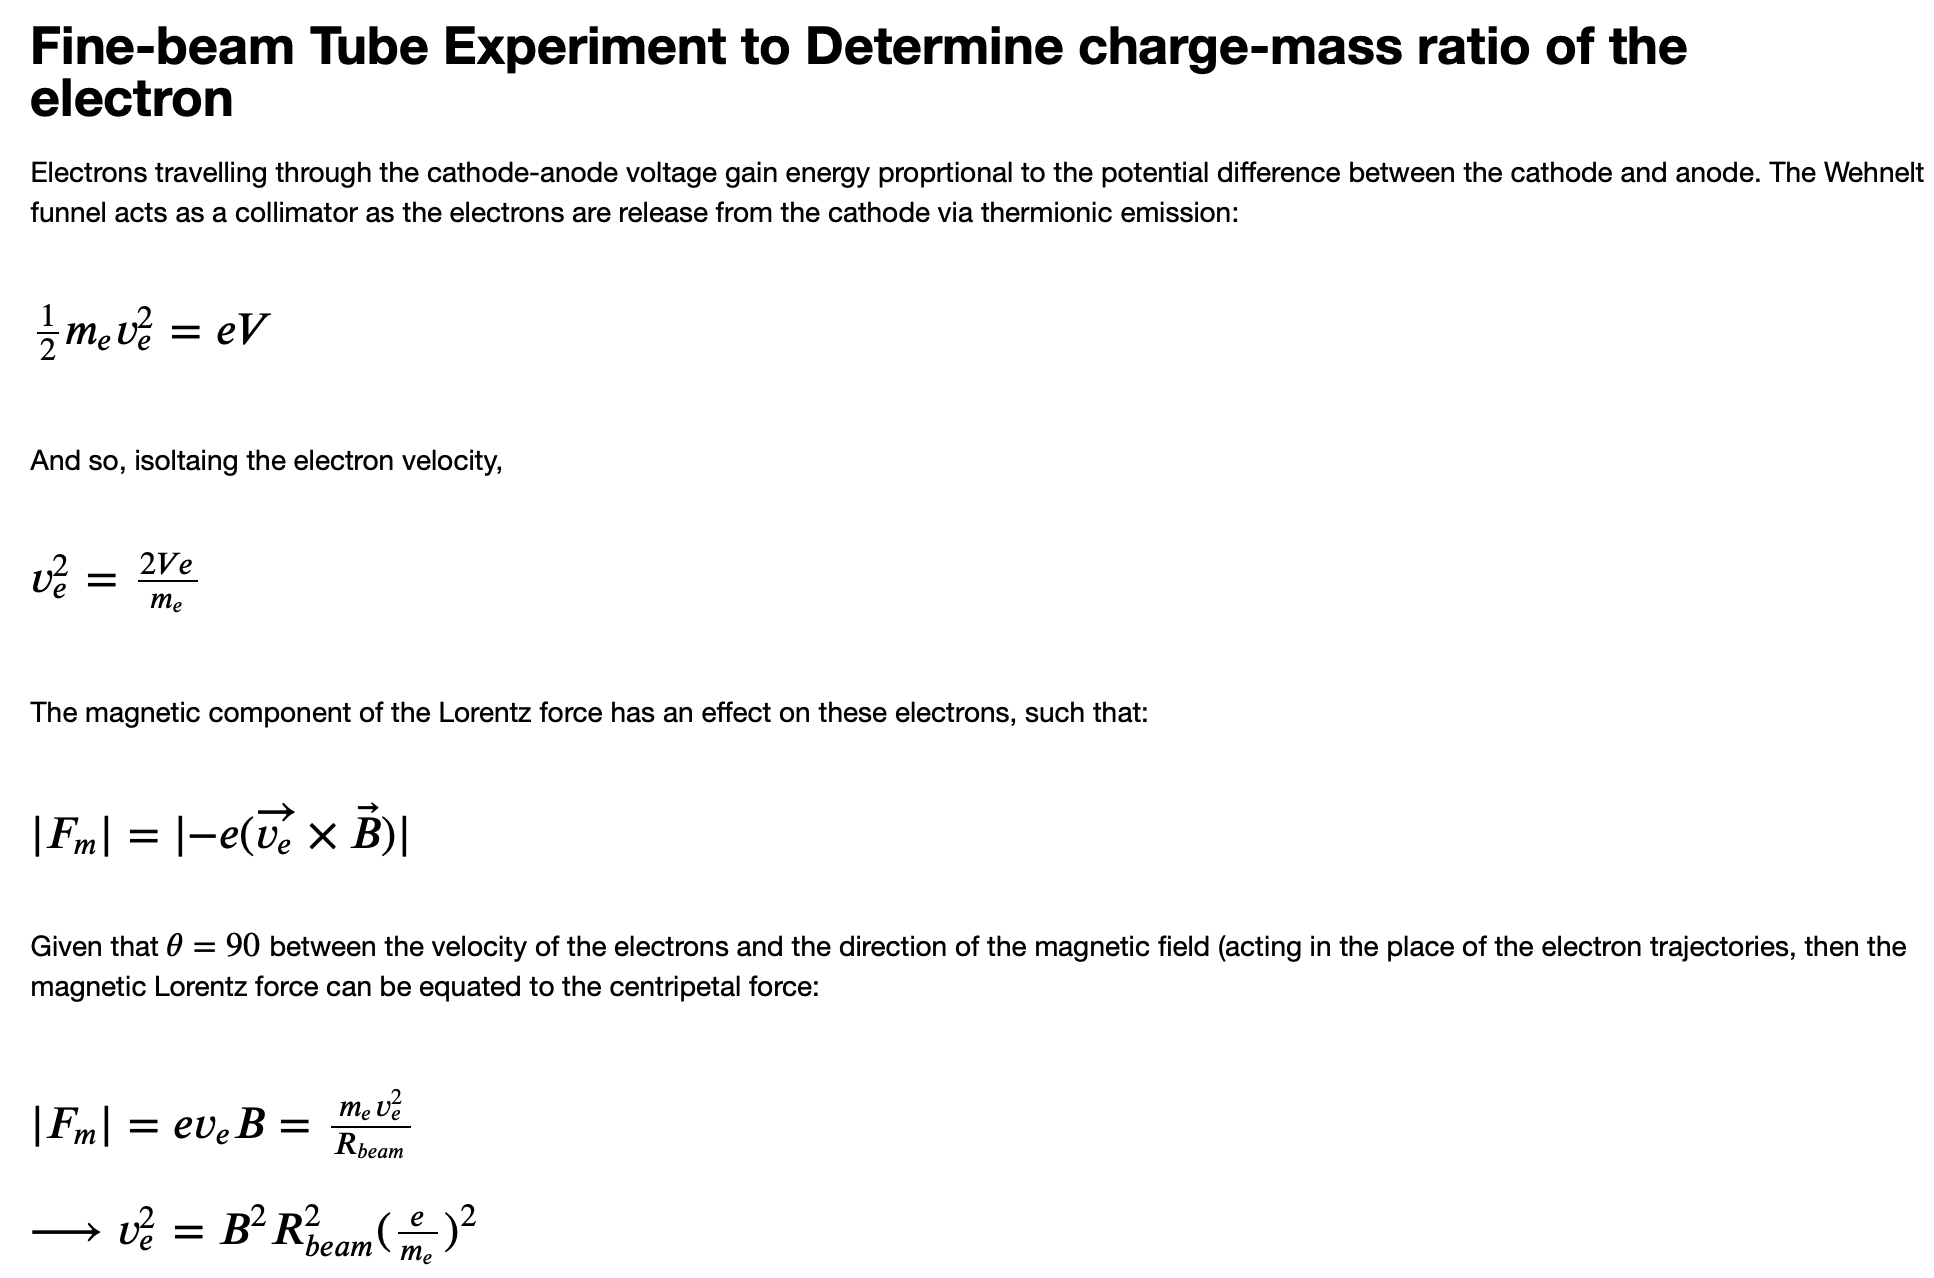 Fine-beam Tube Experiment to Determine charge-mass ratio of the
electron
Electrons travelling through the cathode-anode voltage gain energy proprtional to the potential difference between the cathode and anode. The Wehnelt
funnel acts as a collimator as the electrons are release from the cathode via thermionic emission:
$\frac{1}{2} m_e v_e^2 = eV$
And so, isoltaing the electron velocity,
$v_e^2 = \frac{2Ve}{m_e}$
The magnetic component of the Lorentz force has an effect on these electrons, such that:
$|F_m| = |-e(\overrightarrow{v_e} \times \vec{B})|$
Given that $\theta = 90$ between the velocity of the electrons and the direction of the magnetic field (acting in the place of the electron trajectories, then the
magnetic Lorentz force can be equated to the centripetal force:
$|F_m| = ev_e B = \frac{m_e v_e^2}{R_{beam}}$
$\longrightarrow v_e^2 = B^2 R_{beam}^2 (\frac{e}{m_e})^2$